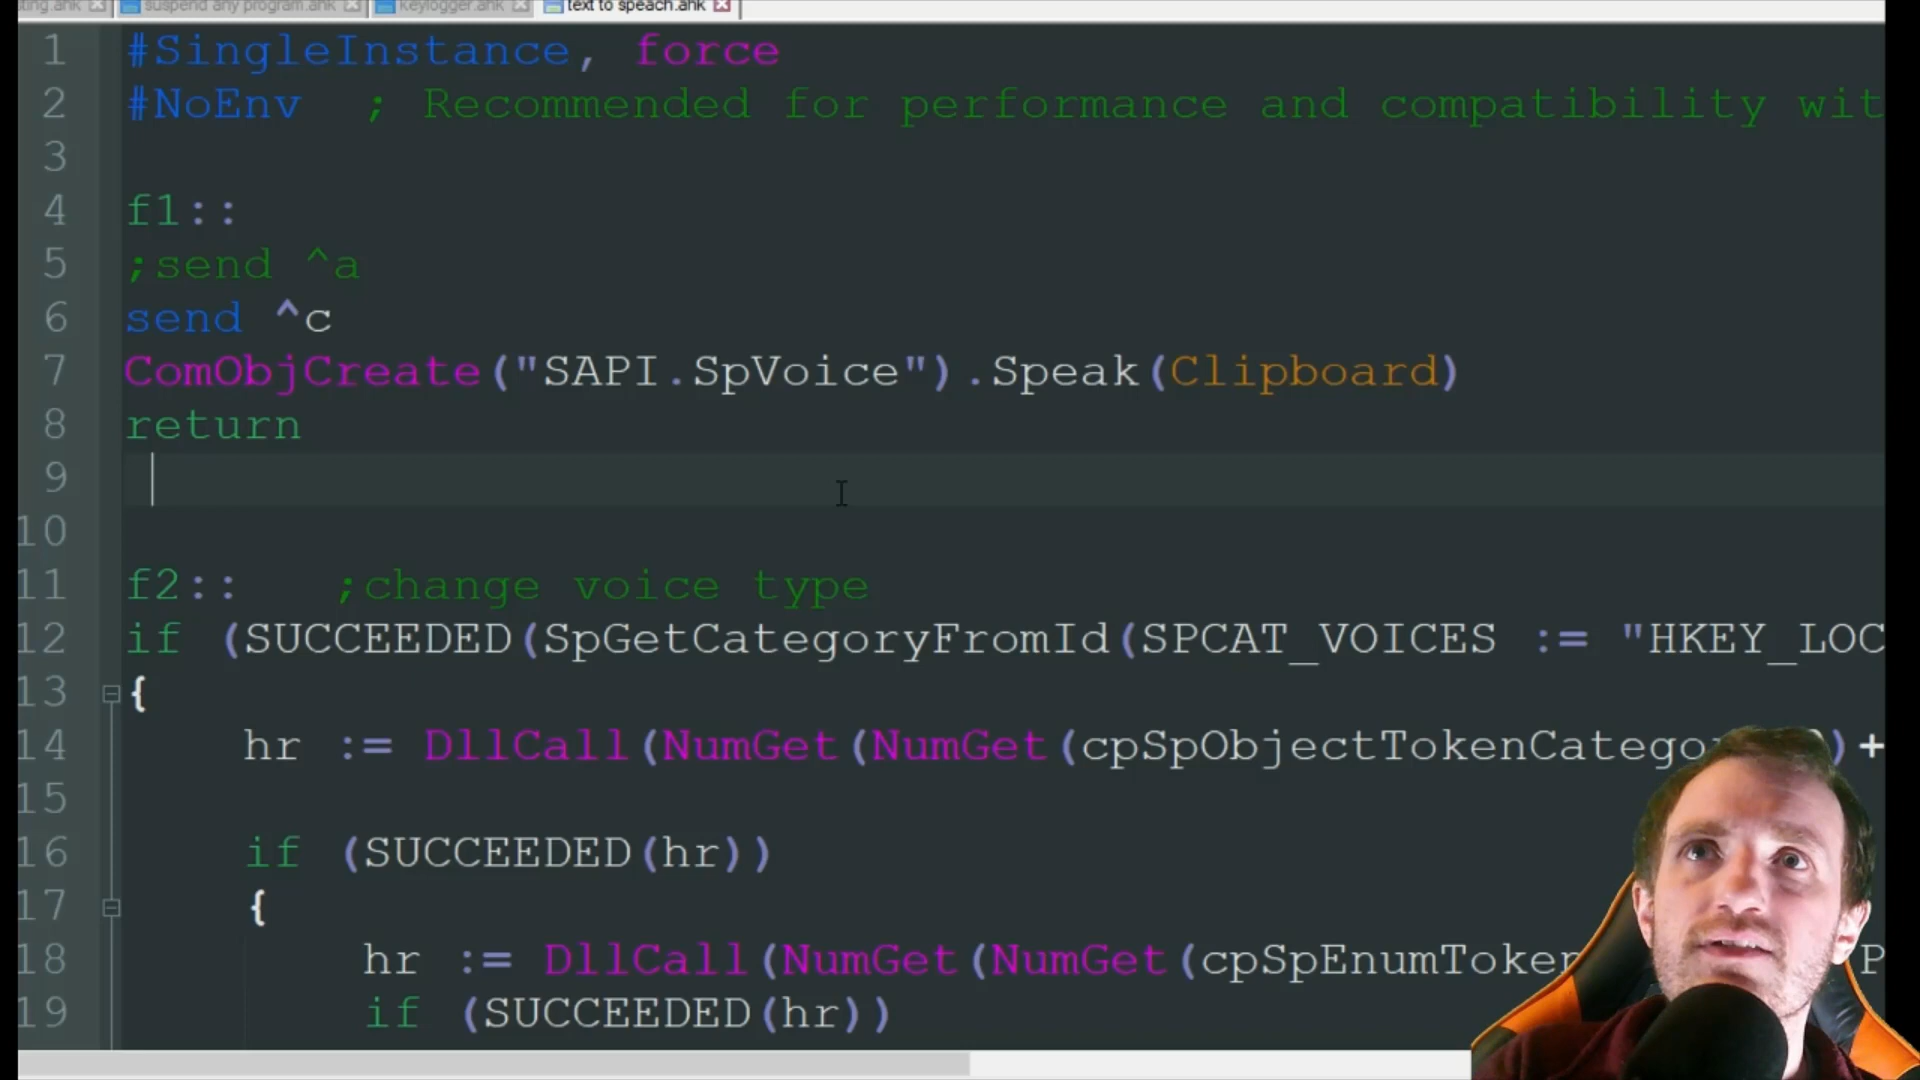 ting.ahk suspend any program.ahk keylogger.ahk text to speach.ahk
1 #SingleInstance, force
2 #NoEnv ; Recommended for performance and compatibility wit
3
4 f1::
5 ;send ^a
6 send ^c
7 ComObjCreate("SAPI.SpVoice").Speak(Clipboard)
8 return
9
10
11 f2:: ;change voice type
12 if (SUCCEEDED(SpGetCategoryFromId(SPCAT_VOICES := "HKEY_LOC
13 {
14 hr := DllCall(NumGet(NumGet(cpSpObjectTokenCatego )+
15
16 if (SUCCEEDED(hr))
17 {
18 hr := DllCall(NumGet(NumGet(cpSpEnumToken P
19 if (SUCCEEDED(hr))